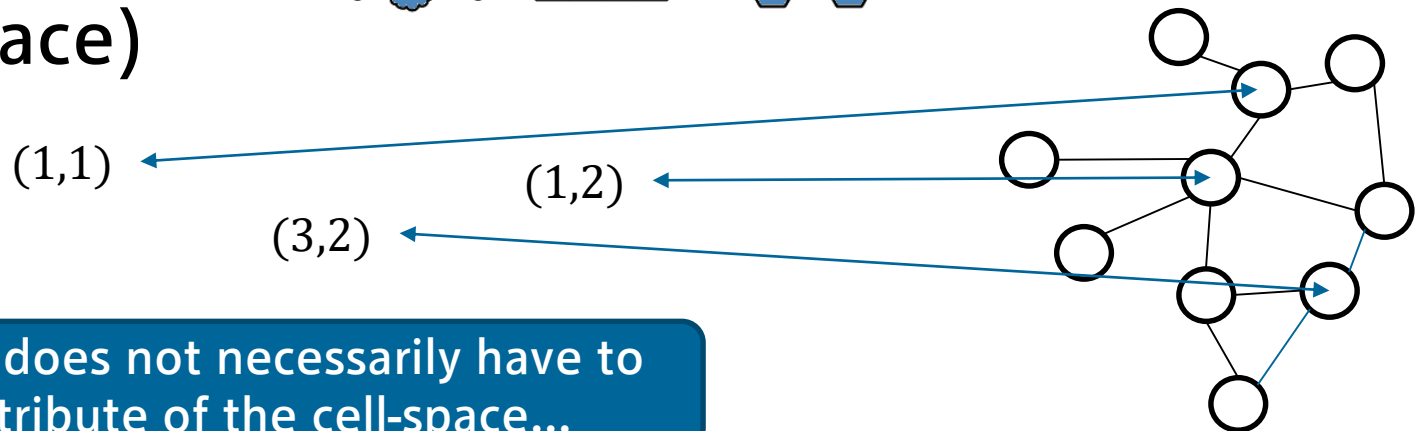 ace)
(1,1)
(1,2)
(3,2)
does not necessarily have to
tribute of the cell-space...